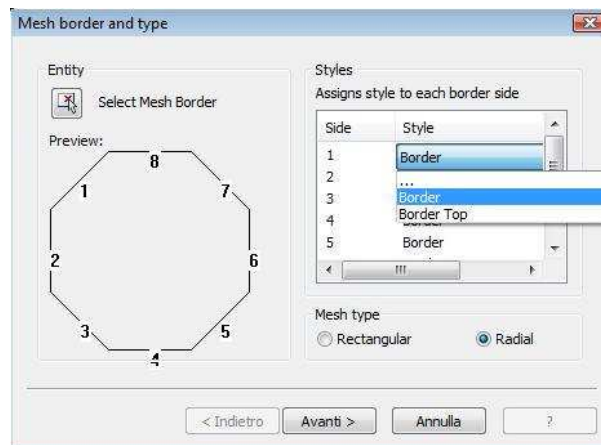 Mesh border and type
Entity
Select Mesh Border
Preview:
8
1
7
2
6
3
5
4
Styles
Assigns style to each border side
Side Style
1 Border
2 ...
3 Border
Border Top
4
5 Border
Mesh type
Rectangular Radial
< Indietro Avanti > Annulla ?